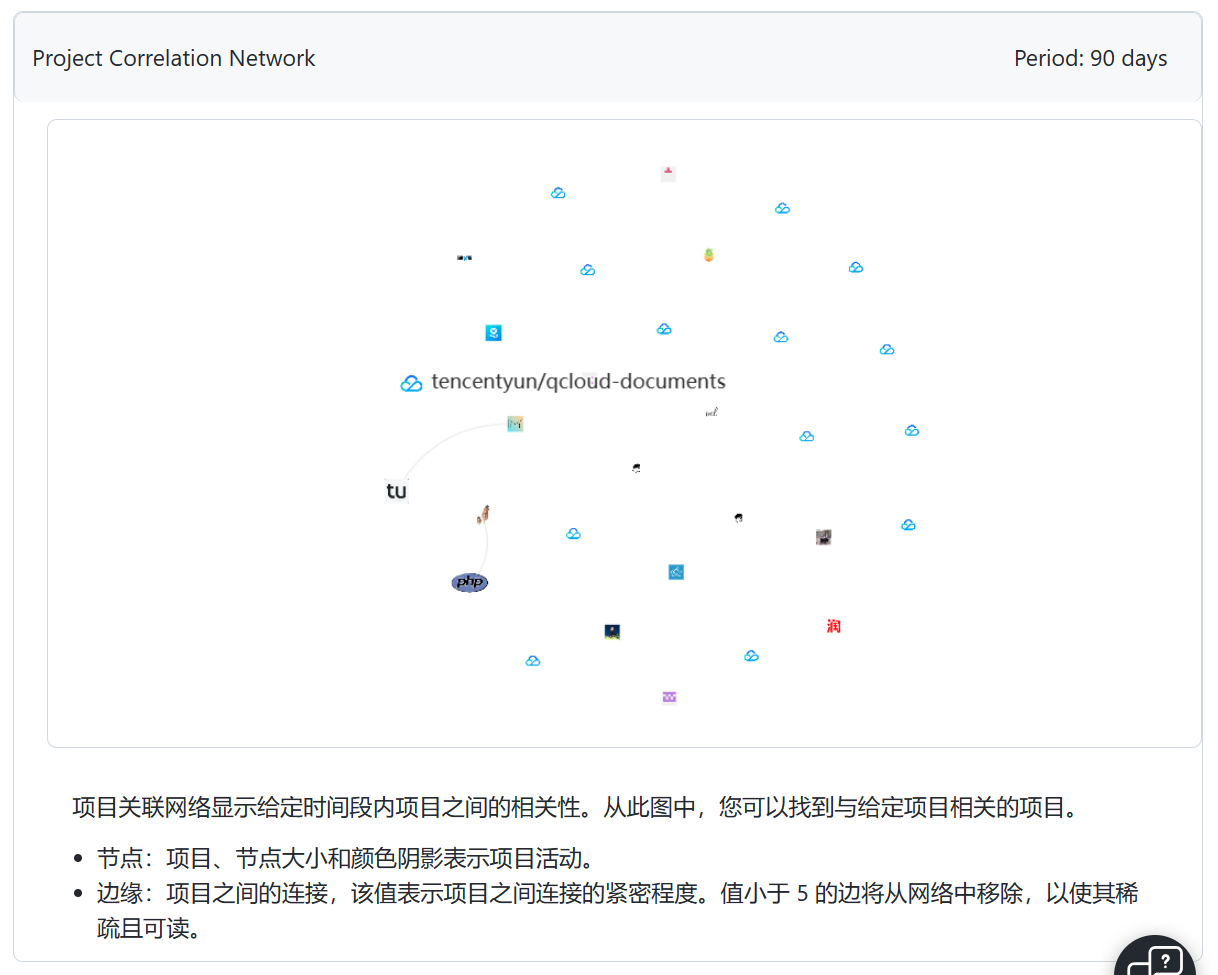 Project Correlation Network
Period: 90 days
tencentyun/qcloud-documents
tu
php
润
项目关联网络显示给定时间段内项目之间的相关性。从此图中，您可以找到与给定项目相关的项目。
节点：项目、节点大小和颜色阴影表示项目活动。
边缘：项目之间的连接，该值表示项目之间连接的紧密程度。值小于 5 的边将从网络中移除，以使其稀
疏且可读。
?